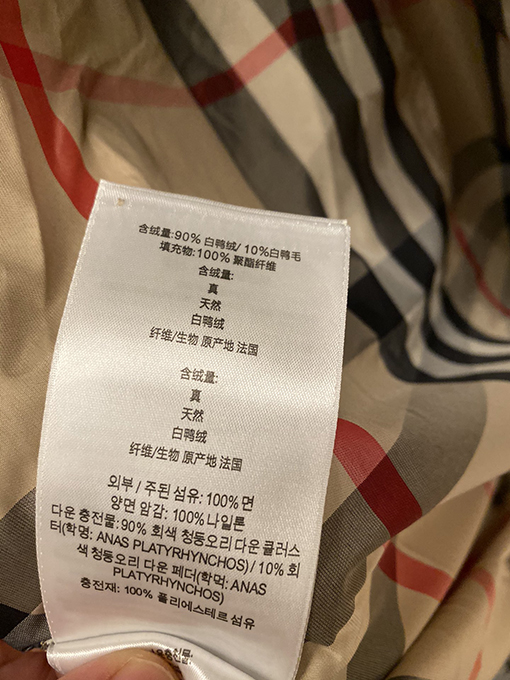 含绒量:90% 白鸭绒/ 10%白鸭毛
填充物:100% 聚酯纤维
含绒量:
真
天然
白鸭绒
纤维/生物 原产地 法国
含绒量:
真
天然
白鸭绒
纤维/生物 原产地 法国
외부 / 주된 섬유: 100% 면
양면 암감: 100% 나일론
다운 충전물: 90% 회색 청둥오리 다운 클러스
터(학명: ANAS PLATYRHYNCHOS) / 10% 회
색 청둥오리 다운 페더(학먹: ANAS
PLATYRHYNCHOS)
충전재: 100% 폴리에스테르 섬유